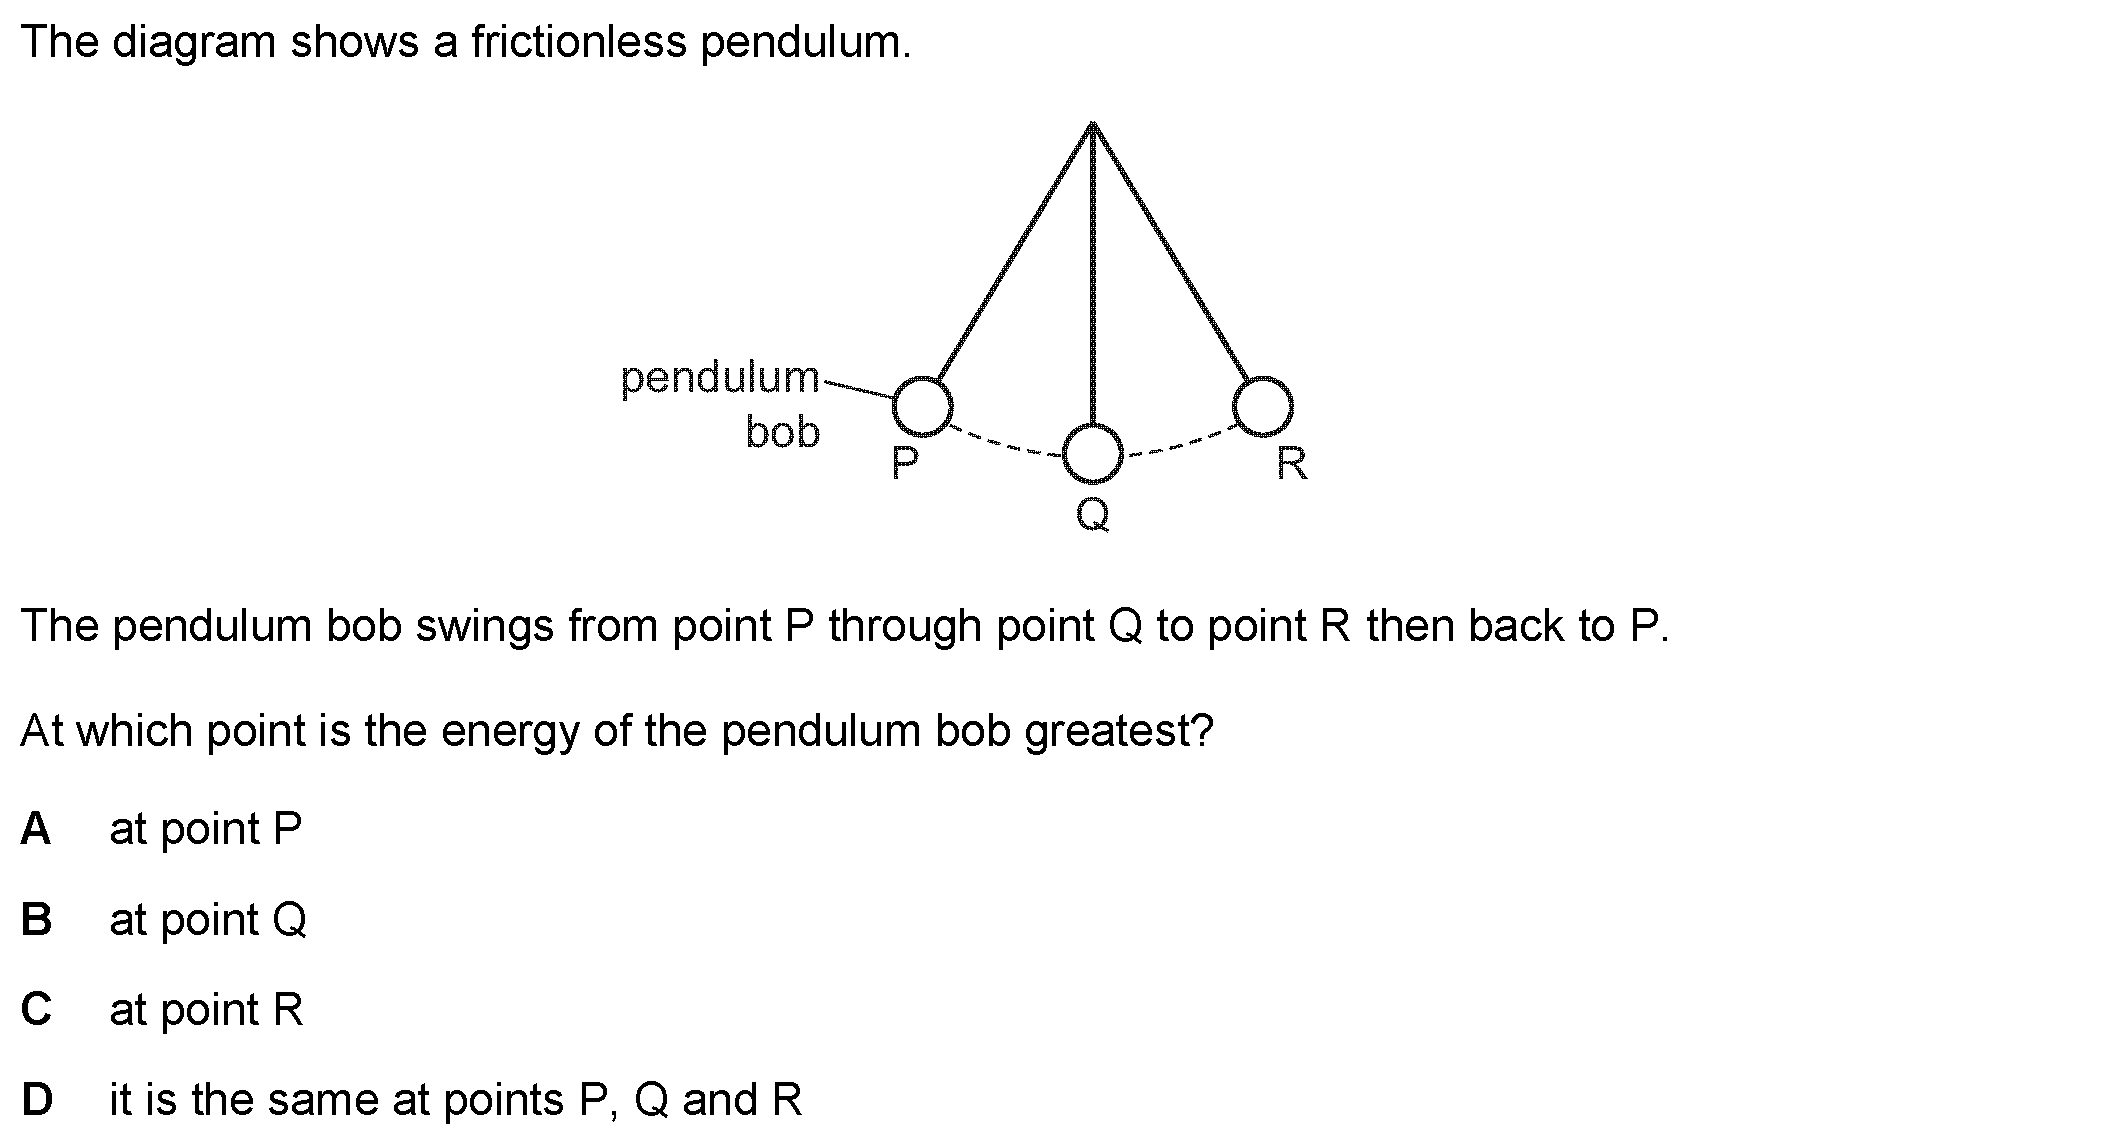 The diagram shows a frictionless pendulum.
pendulum
bob
P
R
Q
The pendulum bob swings from point P through point Q to point R then back to P.
At which point is the energy of the pendulum bob greatest?
A at point P
B at point Q
C at point R
D it is the same at points P, Q and R